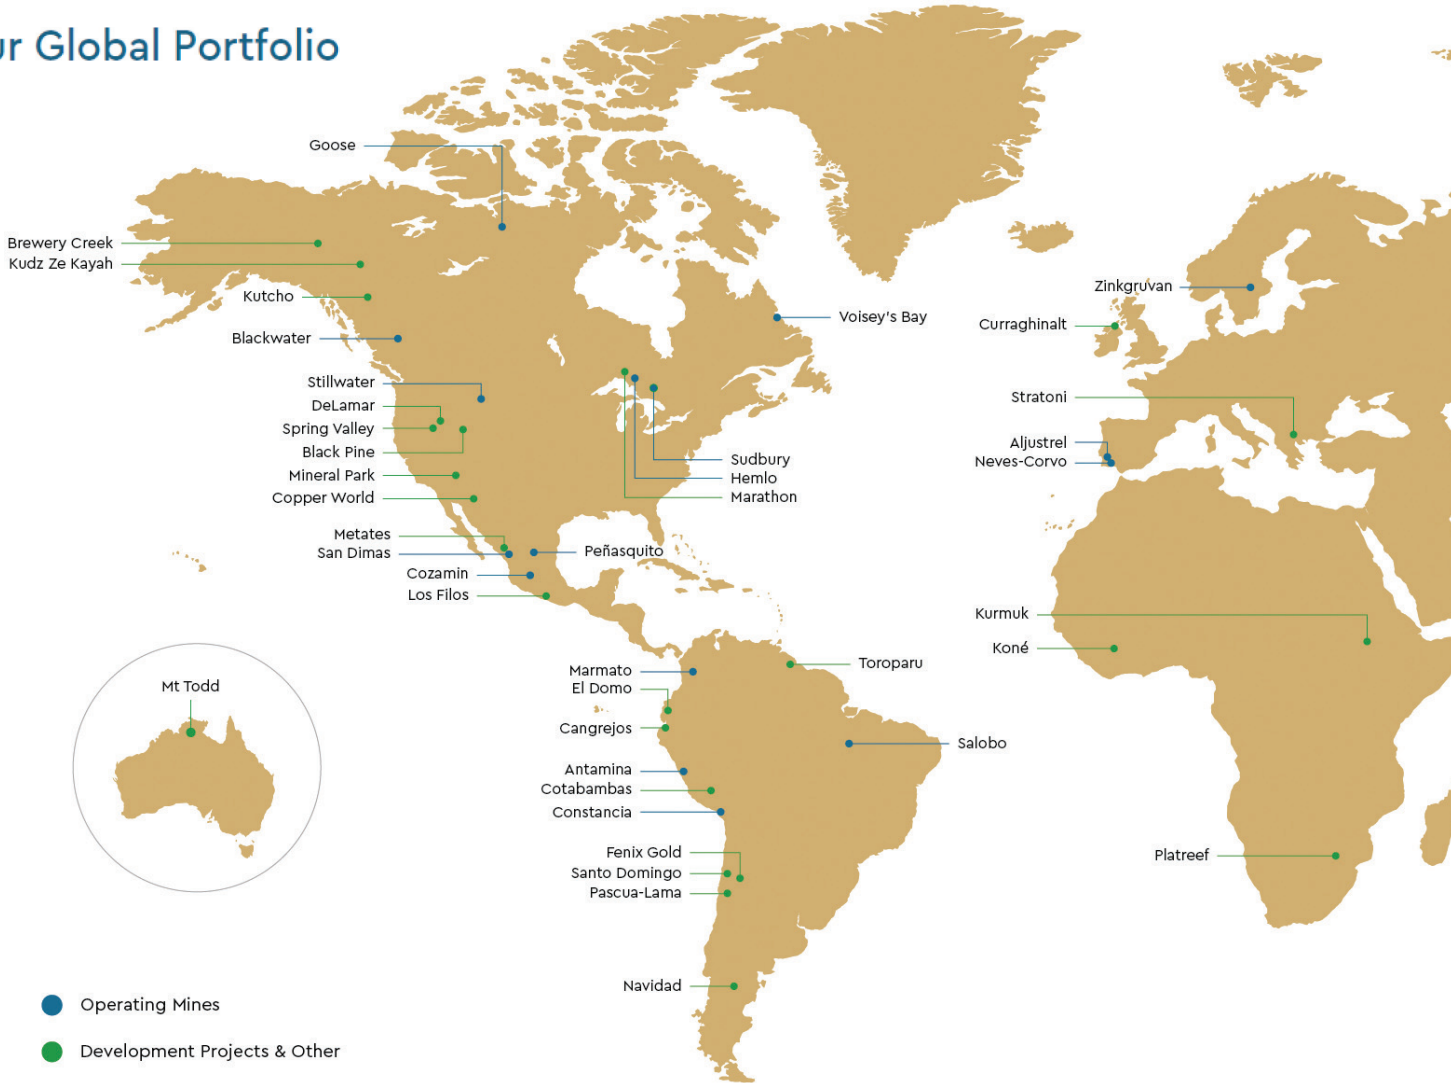 ur Global Portfolio
Goose
Brewery Creek
Kudz Ze Kayah
Kutcho
Blackwater
Stillwater
DeLamar
Spring Valley
Black Pine
Mineral Park
Copper World
Metates
San Dimas
Cozamin
Los Filos
Peñasquito
Voisey's Bay
Sudbury
Hemlo
Marathon
Zinkgruvan
Curraghinalt
Stratoni
Aljustrel
Neves-Corvo
Kurmuk
Koné
Platreef
Mt Todd
Marmato
El Domo
Cangrejos
Antamina
Cotabambas
Constancia
Fenix Gold
Santo Domingo
Pascua-Lama
Navidad
Toroparu
Salobo
Operating Mines
Development Projects & Other